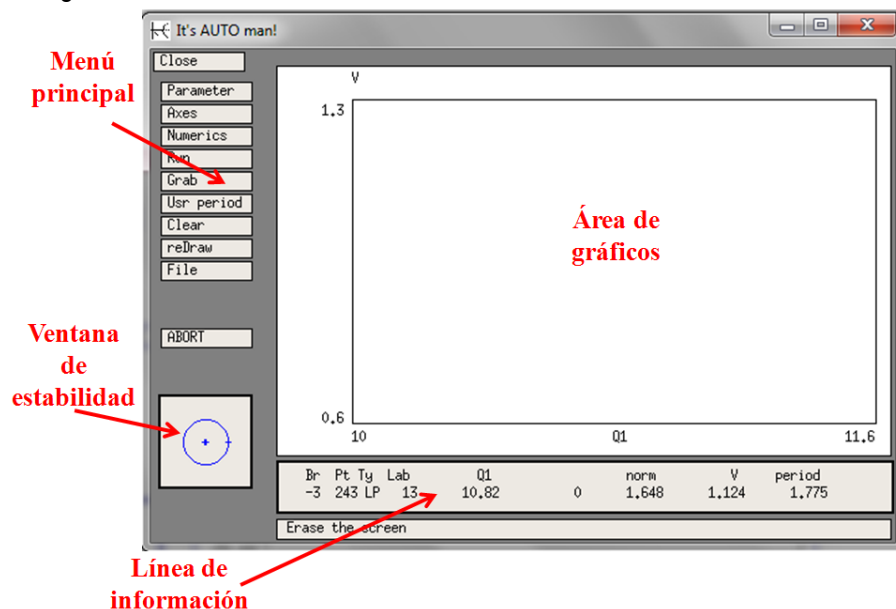 It's AUTO man!
Close
Menú
principal
Parameter
Axes
Numerics
Run
Grab
Usr period
Clear
reDraw
File
ABORT
Ventana
de
estabilidad
V
1.3
0.6
10 Q1 11.6
Área de
gráficos
Br Pt Ty Lab Q1 norm V period
-3 243 LP 13 10.82 0 1.648 1.124 1.775
Erase the screen
Línea de
información